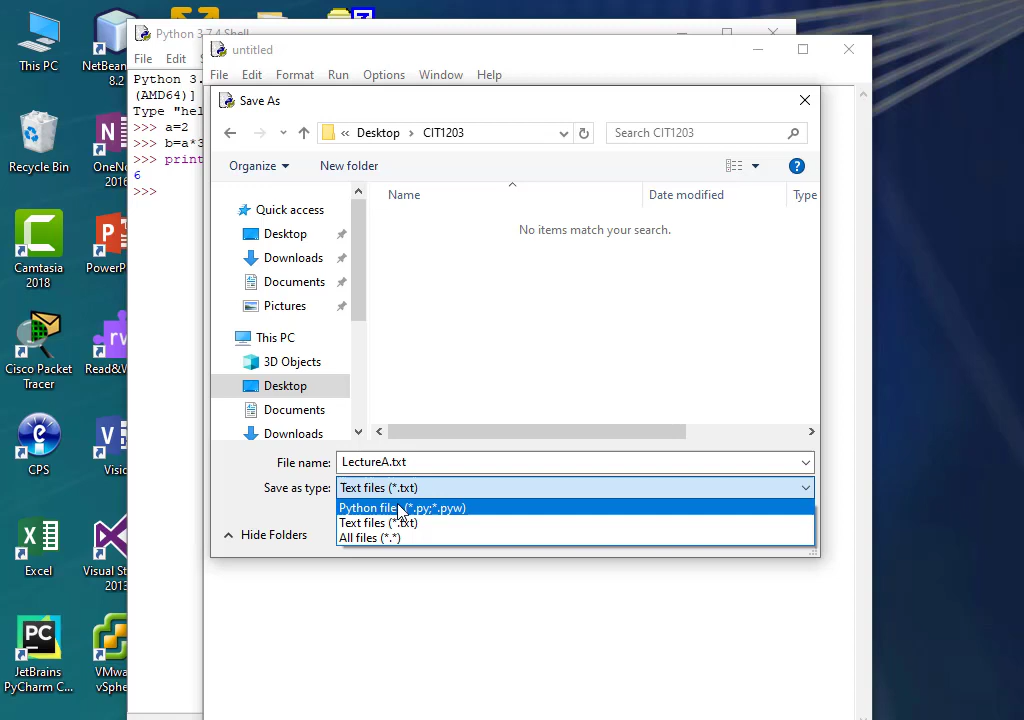 This PC
NetBean
8.2
Recycle Bin
OneNo
2016
Camtasia
2018
PowerP
Cisco Packet
Tracer
Read&W
CPS
Visio
Excel
Visual St
2013
JetBrains
PyCharm C...
VMwa
vSphe
Python 3.7.4 Shell
File Edit S
Python 3.
(AMD64)]
Type "hel
>>> a=2
>>> b=a*3
>>> print
6
>>>
untitled
File Edit Format Run Options Window Help
Save As
« Desktop › CIT1203
Search CIT1203
Organize
New folder
?
Name
Date modified
Type
No items match your search.
Quick access
Desktop
Downloads
Documents
Pictures
This PC
3D Objects
Desktop
Documents
Downloads
File name: LectureA.txt
Save as type: Text files (*.txt)
Python files (*.py;*.pyw)
Text files (*.txt)
All files (*.*)
Hide Folders